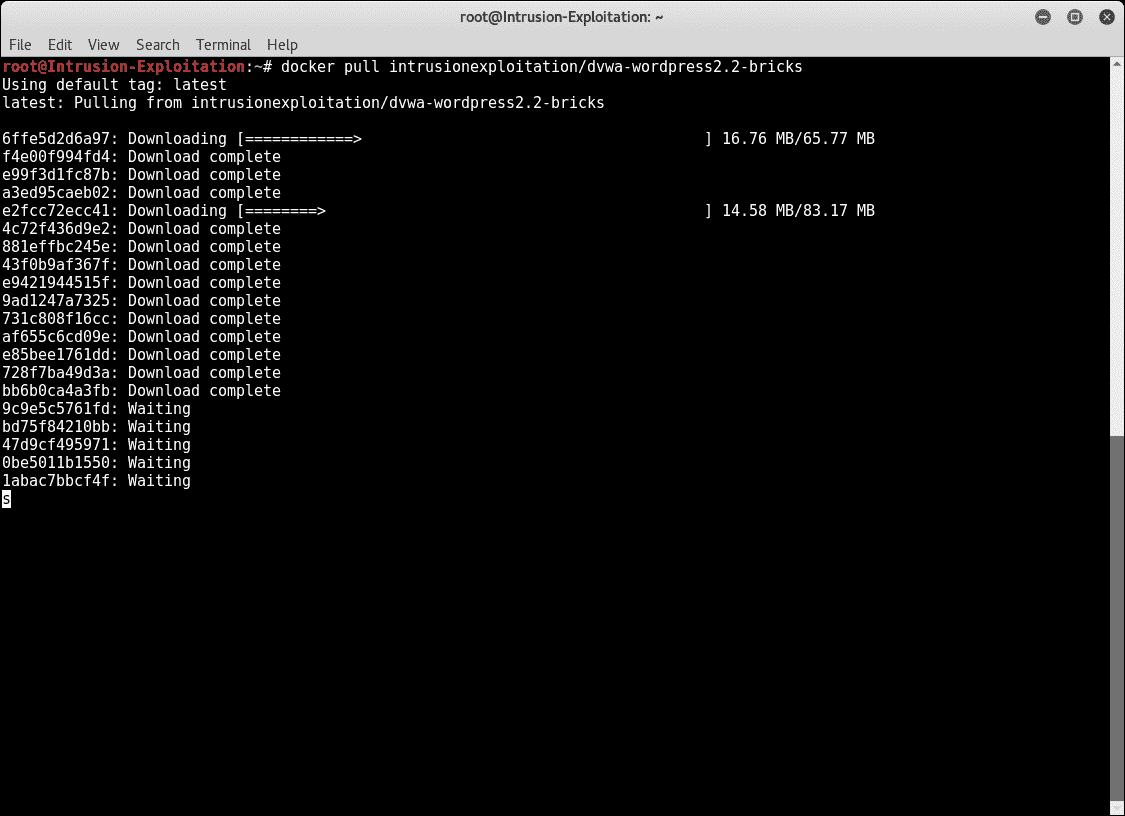 root@Intrusion-Exploitation: ~
File Edit View Search Terminal Help
root@Intrusion-Exploitation:~# docker pull intrusionexploitation/dvwa-wordpress2.2-bricks
Using default tag: latest
latest: Pulling from intrusionexploitation/dvwa-wordpress2.2-bricks
6ffe5d2d6a97: Downloading [============> ] 16.76 MB/65.77 MB
f4e00f994fd4: Download complete
e99f3d1fc87b: Download complete
a3ed95caeb02: Download complete
e2fcc72ecc41: Downloading [========> ] 14.58 MB/83.17 MB
4c72f436d9e2: Download complete
881effbc245e: Download complete
43f0b9af367f: Download complete
e9421944515f: Download complete
9ad1247a7325: Download complete
731c808f16cc: Download complete
af655c6cd09e: Download complete
e85bee1761dd: Download complete
728f7ba49d3a: Download complete
bb6b0ca4a3fb: Download complete
9c9e5c5761fd: Waiting
bd75f84210bb: Waiting
47d9cf495971: Waiting
0be5011b1550: Waiting
1abac7bbcf4f: Waiting
s